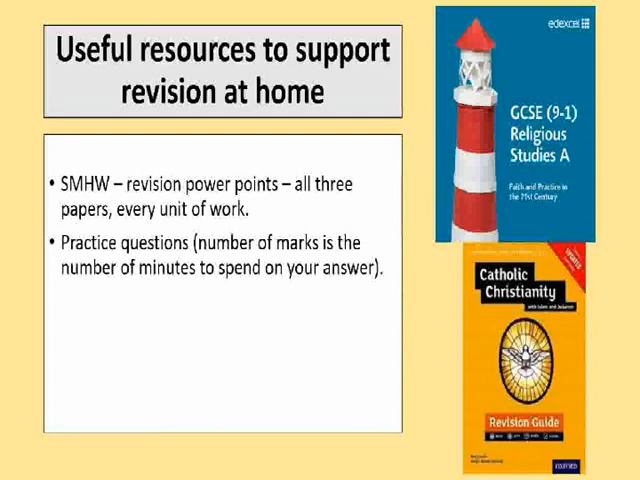 Useful resources to support
revision at home
• SMHW – revision power points – all three
papers, every unit of work.
• Practice questions (number of marks is the
number of minutes to spend on your answer).
edexcel
GCSE (9-1)
Religious
Studies A
Faith and Practice in
the 21st Century
UPDATED
Catholic
Christianity
with Islam and Judaism
Revision Guide
OXFORD